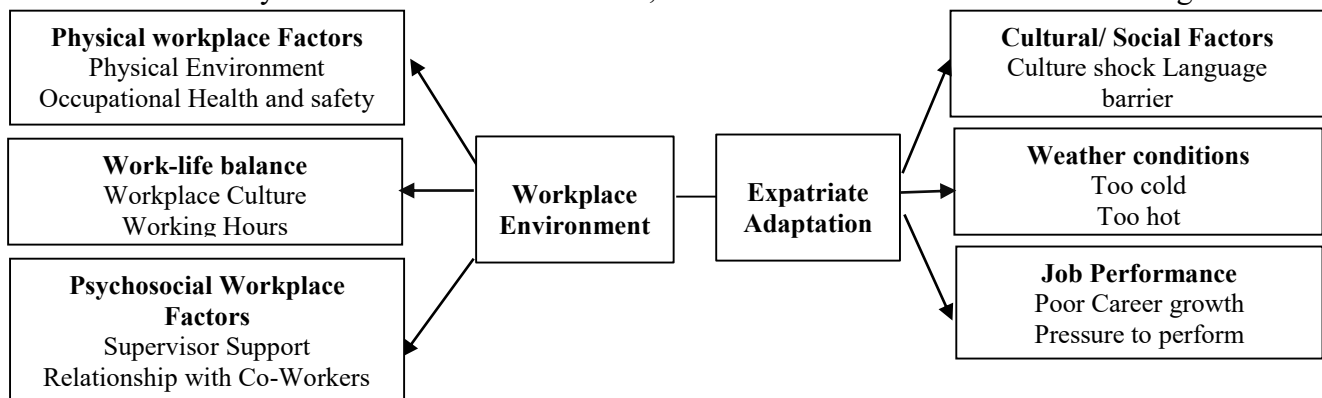 Physical workplace Factors
Physical Environment
Occupational Health and safety
Work-life balance
Workplace Culture
Working Hours
Psychosocial Workplace
Factors
Supervisor Support
Relationship with Co-Workers
Workplace
Environment
Expatriate
Adaptation
Cultural/ Social Factors
Culture shock Language
barrier
Weather conditions
Too cold
Too hot
Job Performance
Poor Career growth
Pressure to perform